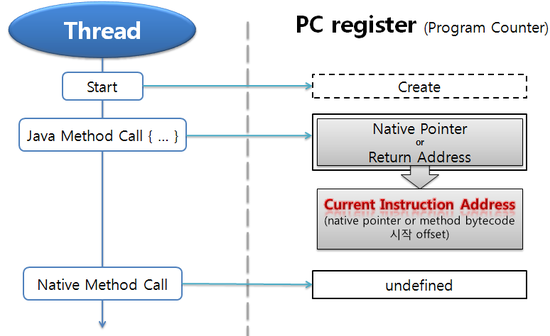 Thread
PC register (Program Counter)
Start
Create
Java Method Call { ... }
Native Pointer
or
Return Address
Current Instruction Address
(native pointer or method bytecode
시작 offset)
Native Method Call
undefined